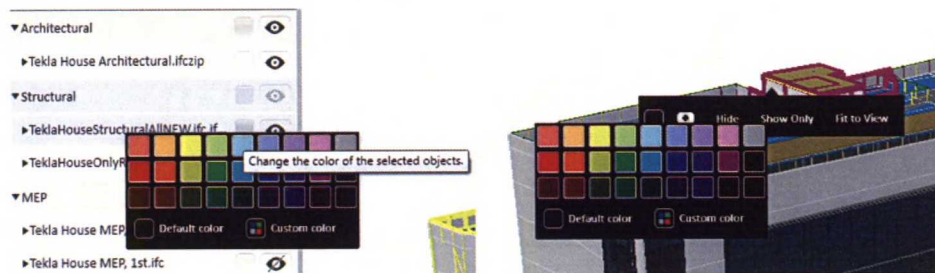 Architectural
Tekla House Architectural.ifczip
Structural
TeklaHouseStructuralAllNEW.ifc.if
TeklaHouseOnlyR
Change the color of the selected objects.
MEP
Default color
Custom color
Tekla House MEP,
Tekla House MEP, 1st.ifc
Hide
Show Only
Fit to View
Default color
Custom color